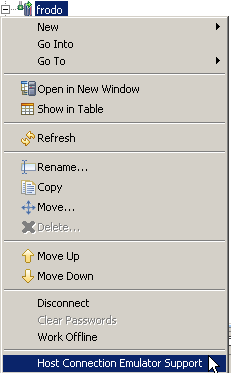 frodo
New
Go Into
Go To
Open in New Window
Show in Table
Refresh
Rename...
Copy
Move...
Delete...
Move Up
Move Down
Disconnect
Clear Passwords
Work Offline
Host Connection Emulator Support